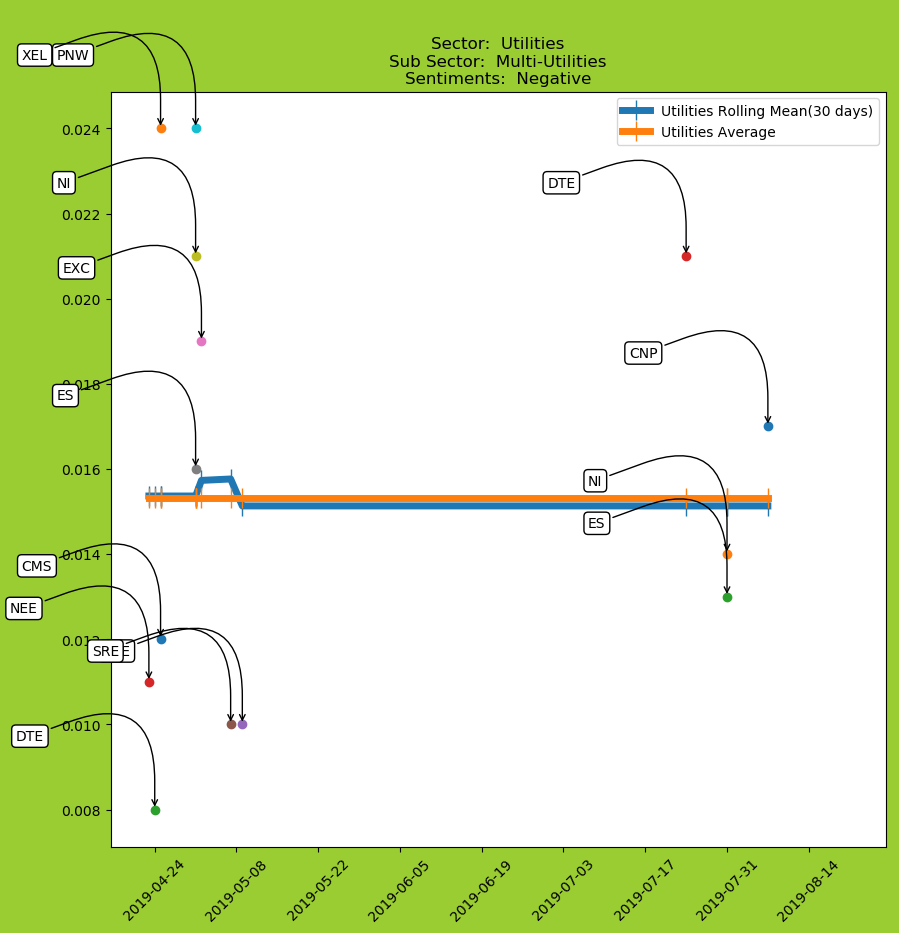 Sector:  Utilities
Sub Sector:  Multi-Utilities
Sentiments:  Negative
Utilities Rolling Mean(30 days)
Utilities Average
XEL
PNW
NI
DTE
EXC
CNP
ES
NI
ES
CMS
NEE
SRE
DTE
0.024
0.022
0.020
0.018
0.016
0.014
0.012
0.010
0.008
2019-04-24
2019-05-08
2019-05-22
2019-06-05
2019-06-19
2019-07-03
2019-07-17
2019-07-31
2019-08-14